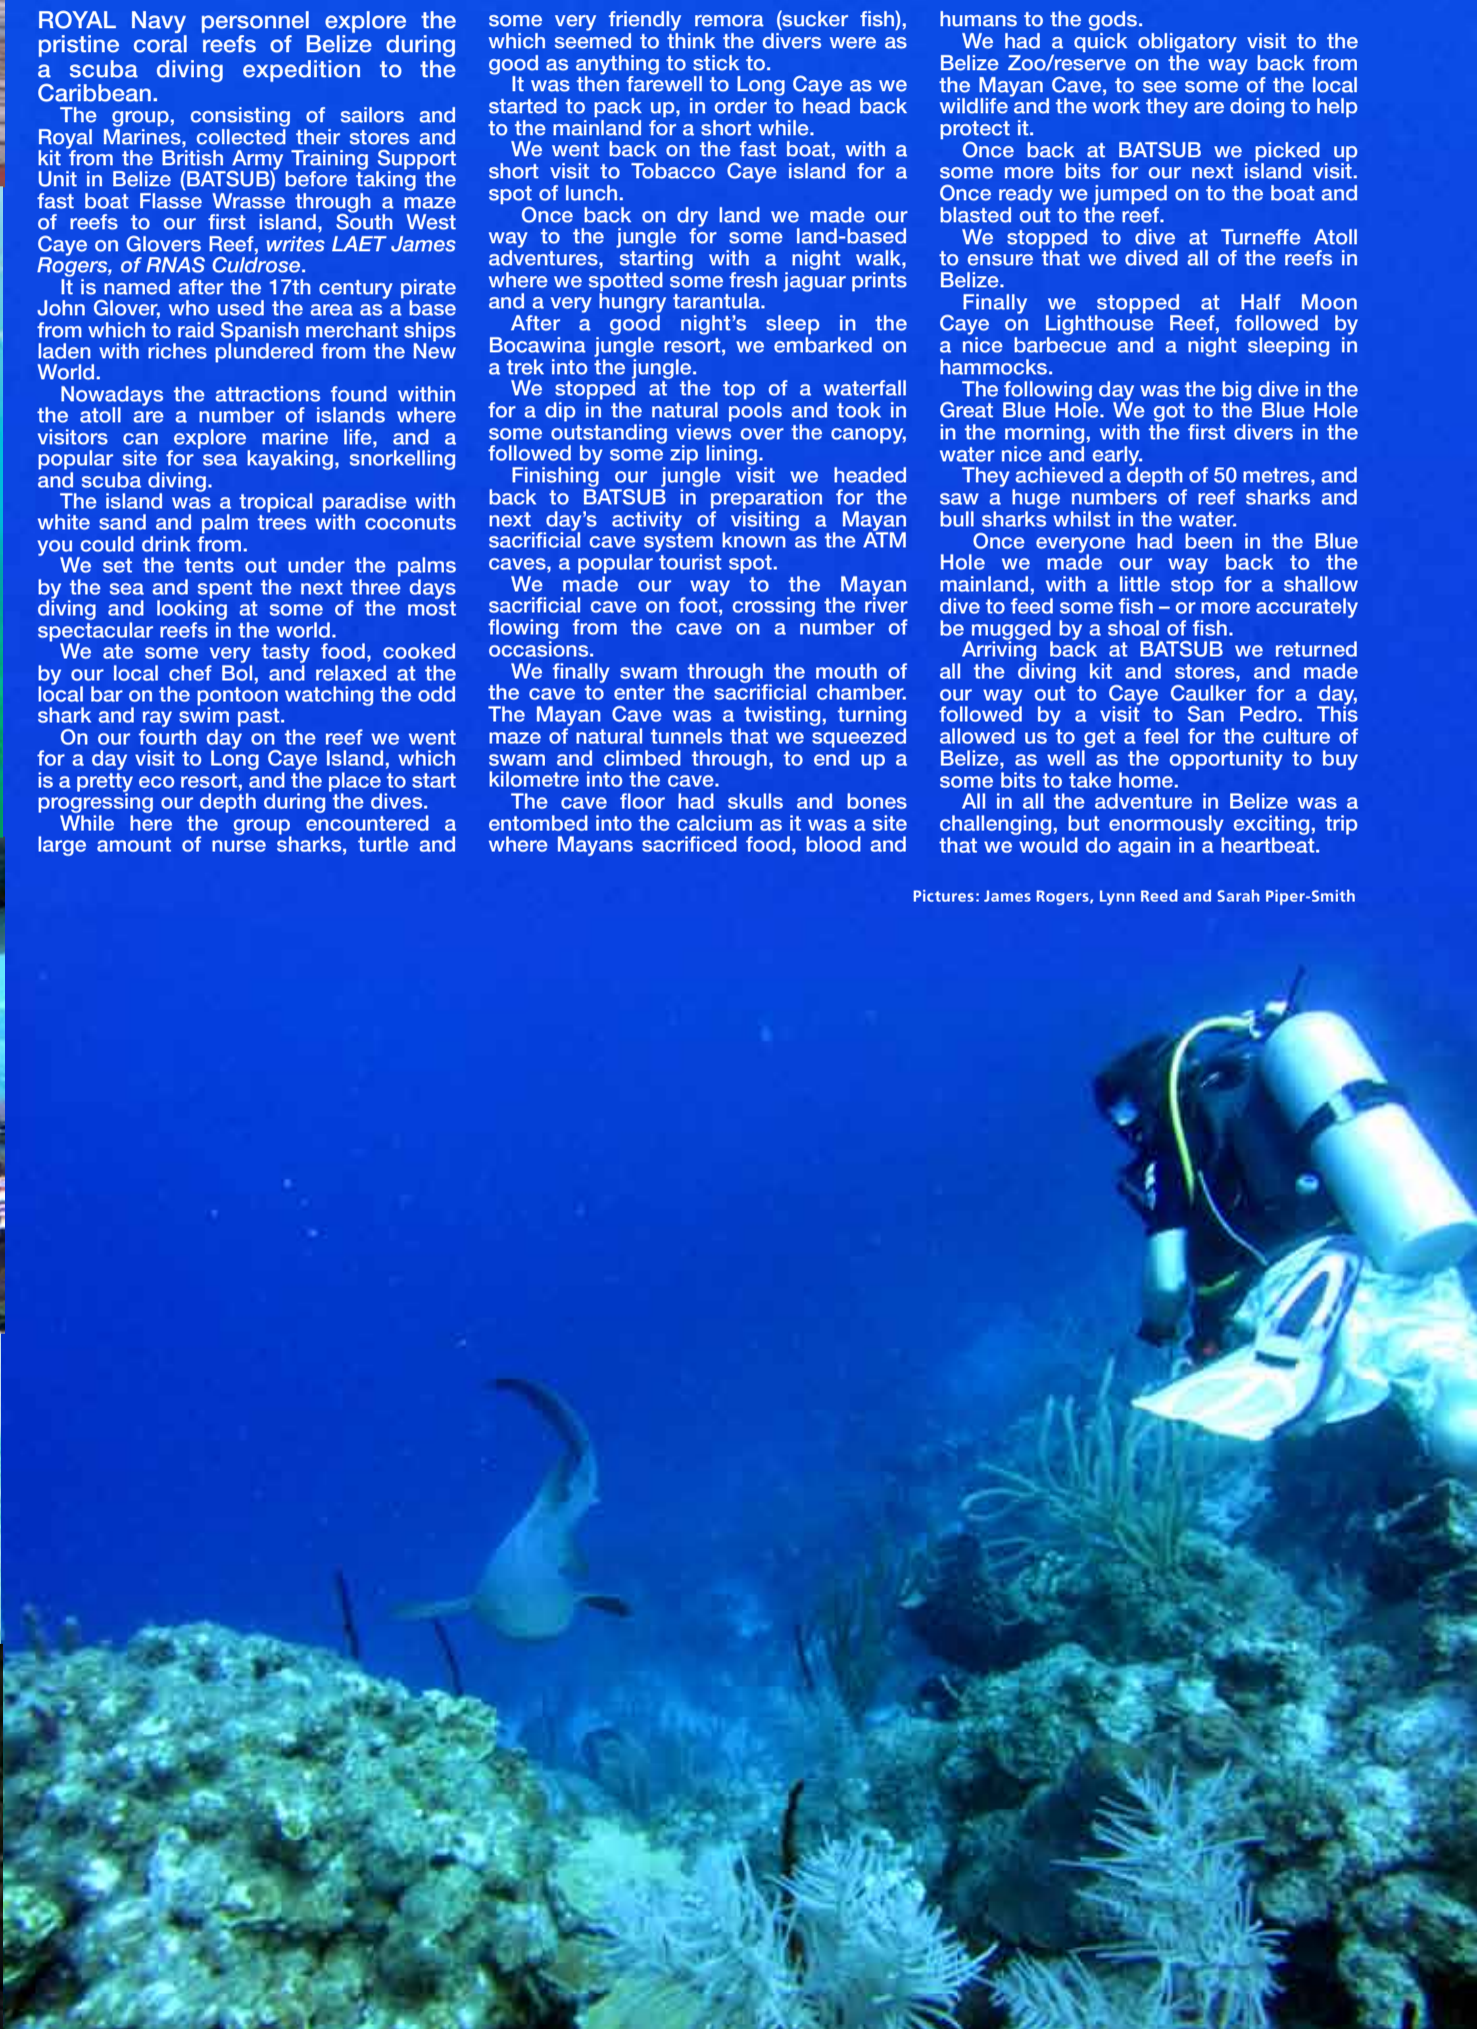 ROYAL Navy personnel explore the
pristine coral reefs of Belize during
a scuba diving expedition to the
Caribbean.
The group, consisting of sailors and
Royal Marines, collected their stores and
kit from the British Army Training Support
Unit in Belize (BATSUB) before taking the
fast boat Flasse Wrasse through a maze
of reefs to our first island, South West
Caye on Glovers Reef, writes LAET James
Rogers, of RNAS Culdrose.
It is named after the 17th century pirate
John Glover, who used the area as a base
from which to raid Spanish merchant ships
laden with riches plundered from the New
World.
Nowadays the attractions found within
the atoll are a number of islands where
visitors can explore marine life, and a
popular site for sea kayaking, snorkelling
and scuba diving.
The island was a tropical paradise with
white sand and palm trees with coconuts
you could drink from.
We set the tents out under the palms
by the sea and spent the next three days
diving and looking at some of the most
spectacular reefs in the world.
We ate some very tasty food, cooked
by our local chef Bol, and relaxed at the
local bar on the pontoon watching the odd
shark and ray swim past.
On our fourth day on the reef we went
for a day visit to Long Caye Island, which
is a pretty eco resort, and the place to start
progressing our depth during the dives.
While here the group encountered a
large amount of nurse sharks, turtle and
some very friendly remora (sucker fish),
which seemed to think the divers were as
good as anything to stick to.
It was then farewell to Long Caye as we
started to pack up, in order to head back
to the mainland for a short while.
We went back on the fast boat, with a
short visit to Tobacco Caye island for a
spot of lunch.
Once back on dry land we made our
way to the jungle for some land-based
adventures, starting with a night walk,
where we spotted some fresh jaguar prints
and a very hungry tarantula.
After a good night's sleep in the
Bocawina jungle resort, we embarked on
a trek into the jungle.
We stopped at the top of a waterfall
for a dip in the natural pools and took in
some outstanding views over the canopy,
followed by some zip lining.
Finishing our jungle visit we headed
back to BATSUB in preparation for the
next day's activity of visiting a Mayan
sacrificial cave system known as the ATM
caves, a popular tourist spot.
We made our way to the Mayan
sacrificial cave on foot, crossing the river
flowing from the cave on a number of
occasions.
We finally swam through the mouth of
the cave to enter the sacrificial chamber.
The Mayan Cave was a twisting, turning
maze of natural tunnels that we squeezed
swam and climbed through, to end up a
kilometre into the cave.
The cave floor had skulls and bones
entombed into the calcium as it was a site
where Mayans sacrificed food, blood and
humans to the gods.
We had a quick obligatory visit to the
Belize Zoo/reserve on the way back from
the Mayan Cave, to see some of the local
wildlife and the work they are doing to help
protect it.
Once back at BATSUB we picked up
some more bits for our next island visit.
Once ready we jumped on to the boat and
blasted out to the reef.
We stopped to dive at Turneffe Atoll
to ensure that we dived all of the reefs in
Belize.
Finally we stopped at Half Moon
Caye on Lighthouse Reef, followed by
a nice barbecue and a night sleeping in
hammocks.
The following day was the big dive in the
Great Blue Hole. We got to the Blue Hole
in the morning, with the first divers in the
water nice and early.
They achieved a depth of 50 metres, and
saw a huge numbers of reef sharks and
bull sharks whilst in the water.
Once everyone had been in the Blue
Hole we made our way back to the
mainland, with a little stop for a shallow
dive to feed some fish – or more accurately
be mugged by a shoal of fish.
Arriving back at BATSUB we returned
all the diving kit and stores, and made
our way out to Caye Caulker for a day,
followed by a visit to San Pedro. This
allowed us to get a feel for the culture of
Belize, as well as the opportunity to buy
some bits to take home.
All in all the adventure in Belize was a
challenging, but enormously exciting, trip
that we would do again in a heartbeat.
Pictures: James Rogers, Lynn Reed and Sarah Piper-Smith